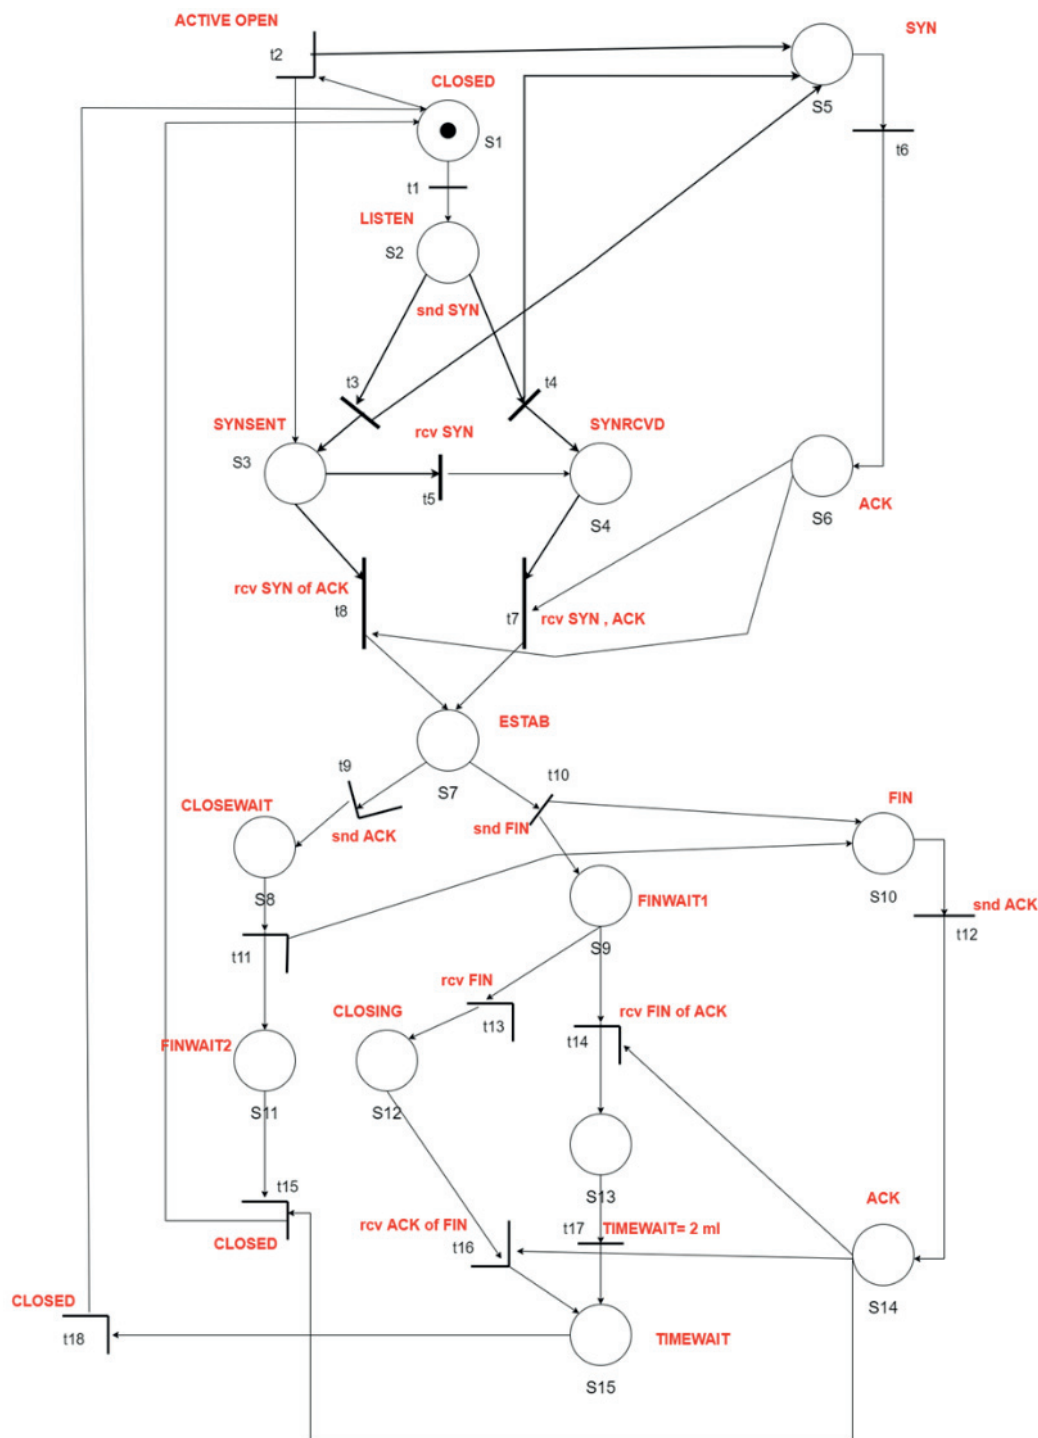 ACTIVE OPEN
SYN
t2
CLOSED
S5
S1
t6
t1
LISTEN
S2
snd SYN
t3
t4
SYNSENT
rcv SYN
SYNRCVD
S3
t5
S4
S6
ACK
rcv SYN of ACK
t8
t7
rcv SYN , ACK
ESTAB
t9
S7
t10
CLOSEWAIT
FIN
snd ACK
snd FIN
S8
FINWAIT1
S10
snd ACK
t11
S9
t12
rcv FIN
CLOSING
t13
rcv FIN of ACK
FINWAIT2
t14
S11
S12
t15
S13
ACK
rcv ACK of FIN
t17
TIMEWAIT= 2 ml
CLOSED
t16
CLOSED
S14
t18
TIMEWAIT
S15